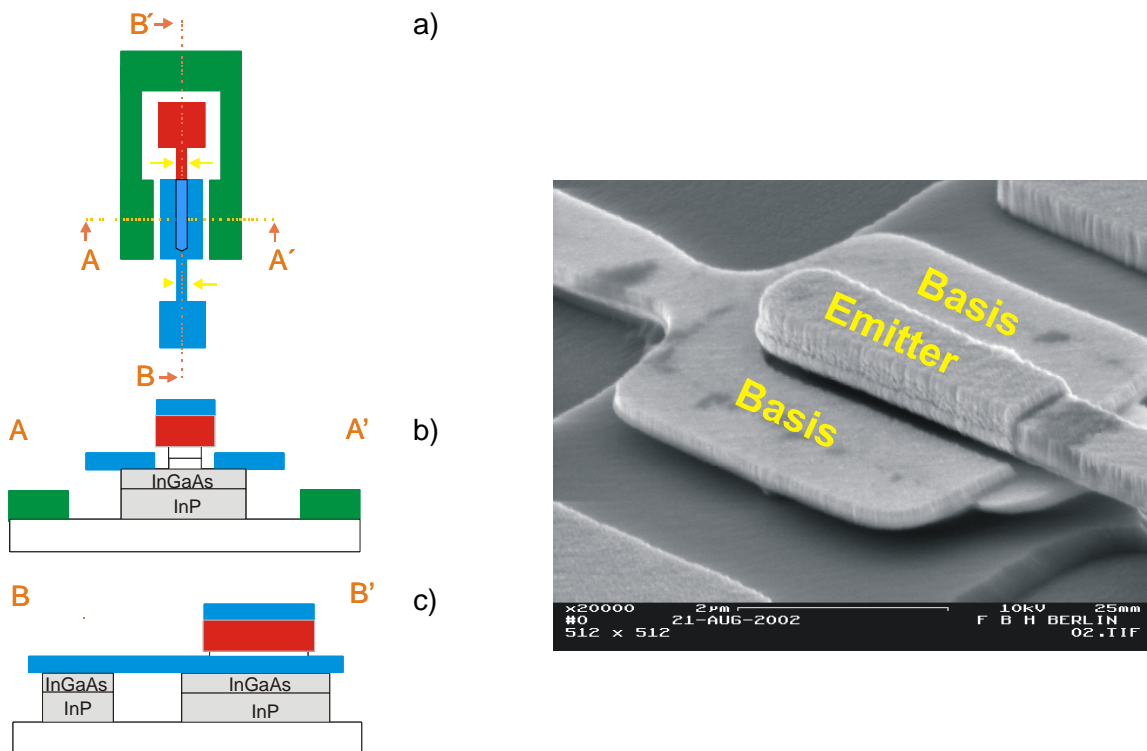 B´
a)
A
A´
B
A
A'
b)
InGaAs
InP
B
B'
c)
InGaAs
InGaAs
InP
InP
Basis
Emitter
Basis
x20000
2μm
10kV
25mm
#0
21-AUG-2002
F B H BERLIN
512 x 512
02.TIF